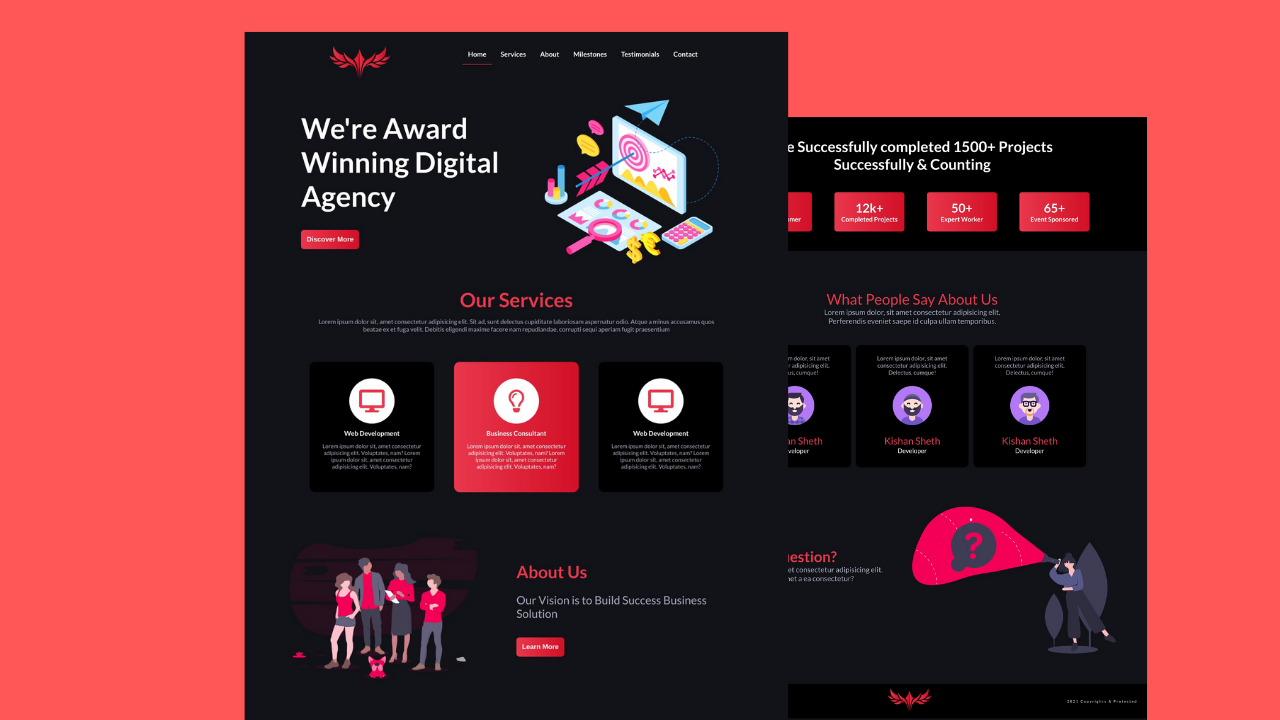 Home Services About Milestones Testimonials Contact
We're Award
Winning Digital
Agency
Discover More
Our Services
Lorem ipsum dolor sit, amet consectetur adipisicing elit. Sit ad, sunt delectus cupiditate laboriosam aspernatur odio. Atque a minus accusamus quos
beatae ex et fuga velit. Debitis eligendi maxime facere nam repudiandae, corrupti sequi aperiam fugit praesentium
Web Development
Lorem ipsum dolor sit, amet consectetur
adipisicing elit. Voluptates, nam? Lorem
ipsum dolor sit, amet consectetur
adipisicing elit. Voluptates, nam?
Business Consultant
Lorem ipsum dolor sit, amet consectetur
adipisicing elit. Voluptates, nam? Lorem
ipsum dolor sit, amet consectetur
adipisicing elit. Voluptates, nam?
Web Development
Lorem ipsum dolor sit, amet consectetur
adipisicing elit. Voluptates, nam? Lorem
ipsum dolor sit, amet consectetur
adipisicing elit. Voluptates, nam?
About Us
Our Vision is to Build Success Business
Solution
Learn More
e Successfully completed 1500+ Projects
Successfully & Counting
mer
12k+
Completed Projects
50+
Expert Worker
65+
Event Sponsored
What People Say About Us
Lorem ipsum dolor, sit amet consectetur adipisicing elit.
Perferendis eveniet saepe id culpa ullam temporibus.
m dolor, sit amet
r adipisicing elit.
us, cumque!
an Sheth
veloper
Lorem ipsum dolor, sit amet
consectetur adipisicing elit.
Delectus, cumque!
Kishan Sheth
Developer
Lorem ipsum dolor, sit amet
consectetur adipisicing elit.
Delectus, cumque!
Kishan Sheth
Developer
estion?
et consectetur adipisicing elit.
met a ea consectetur?
?
2021 Copyrights & Protected